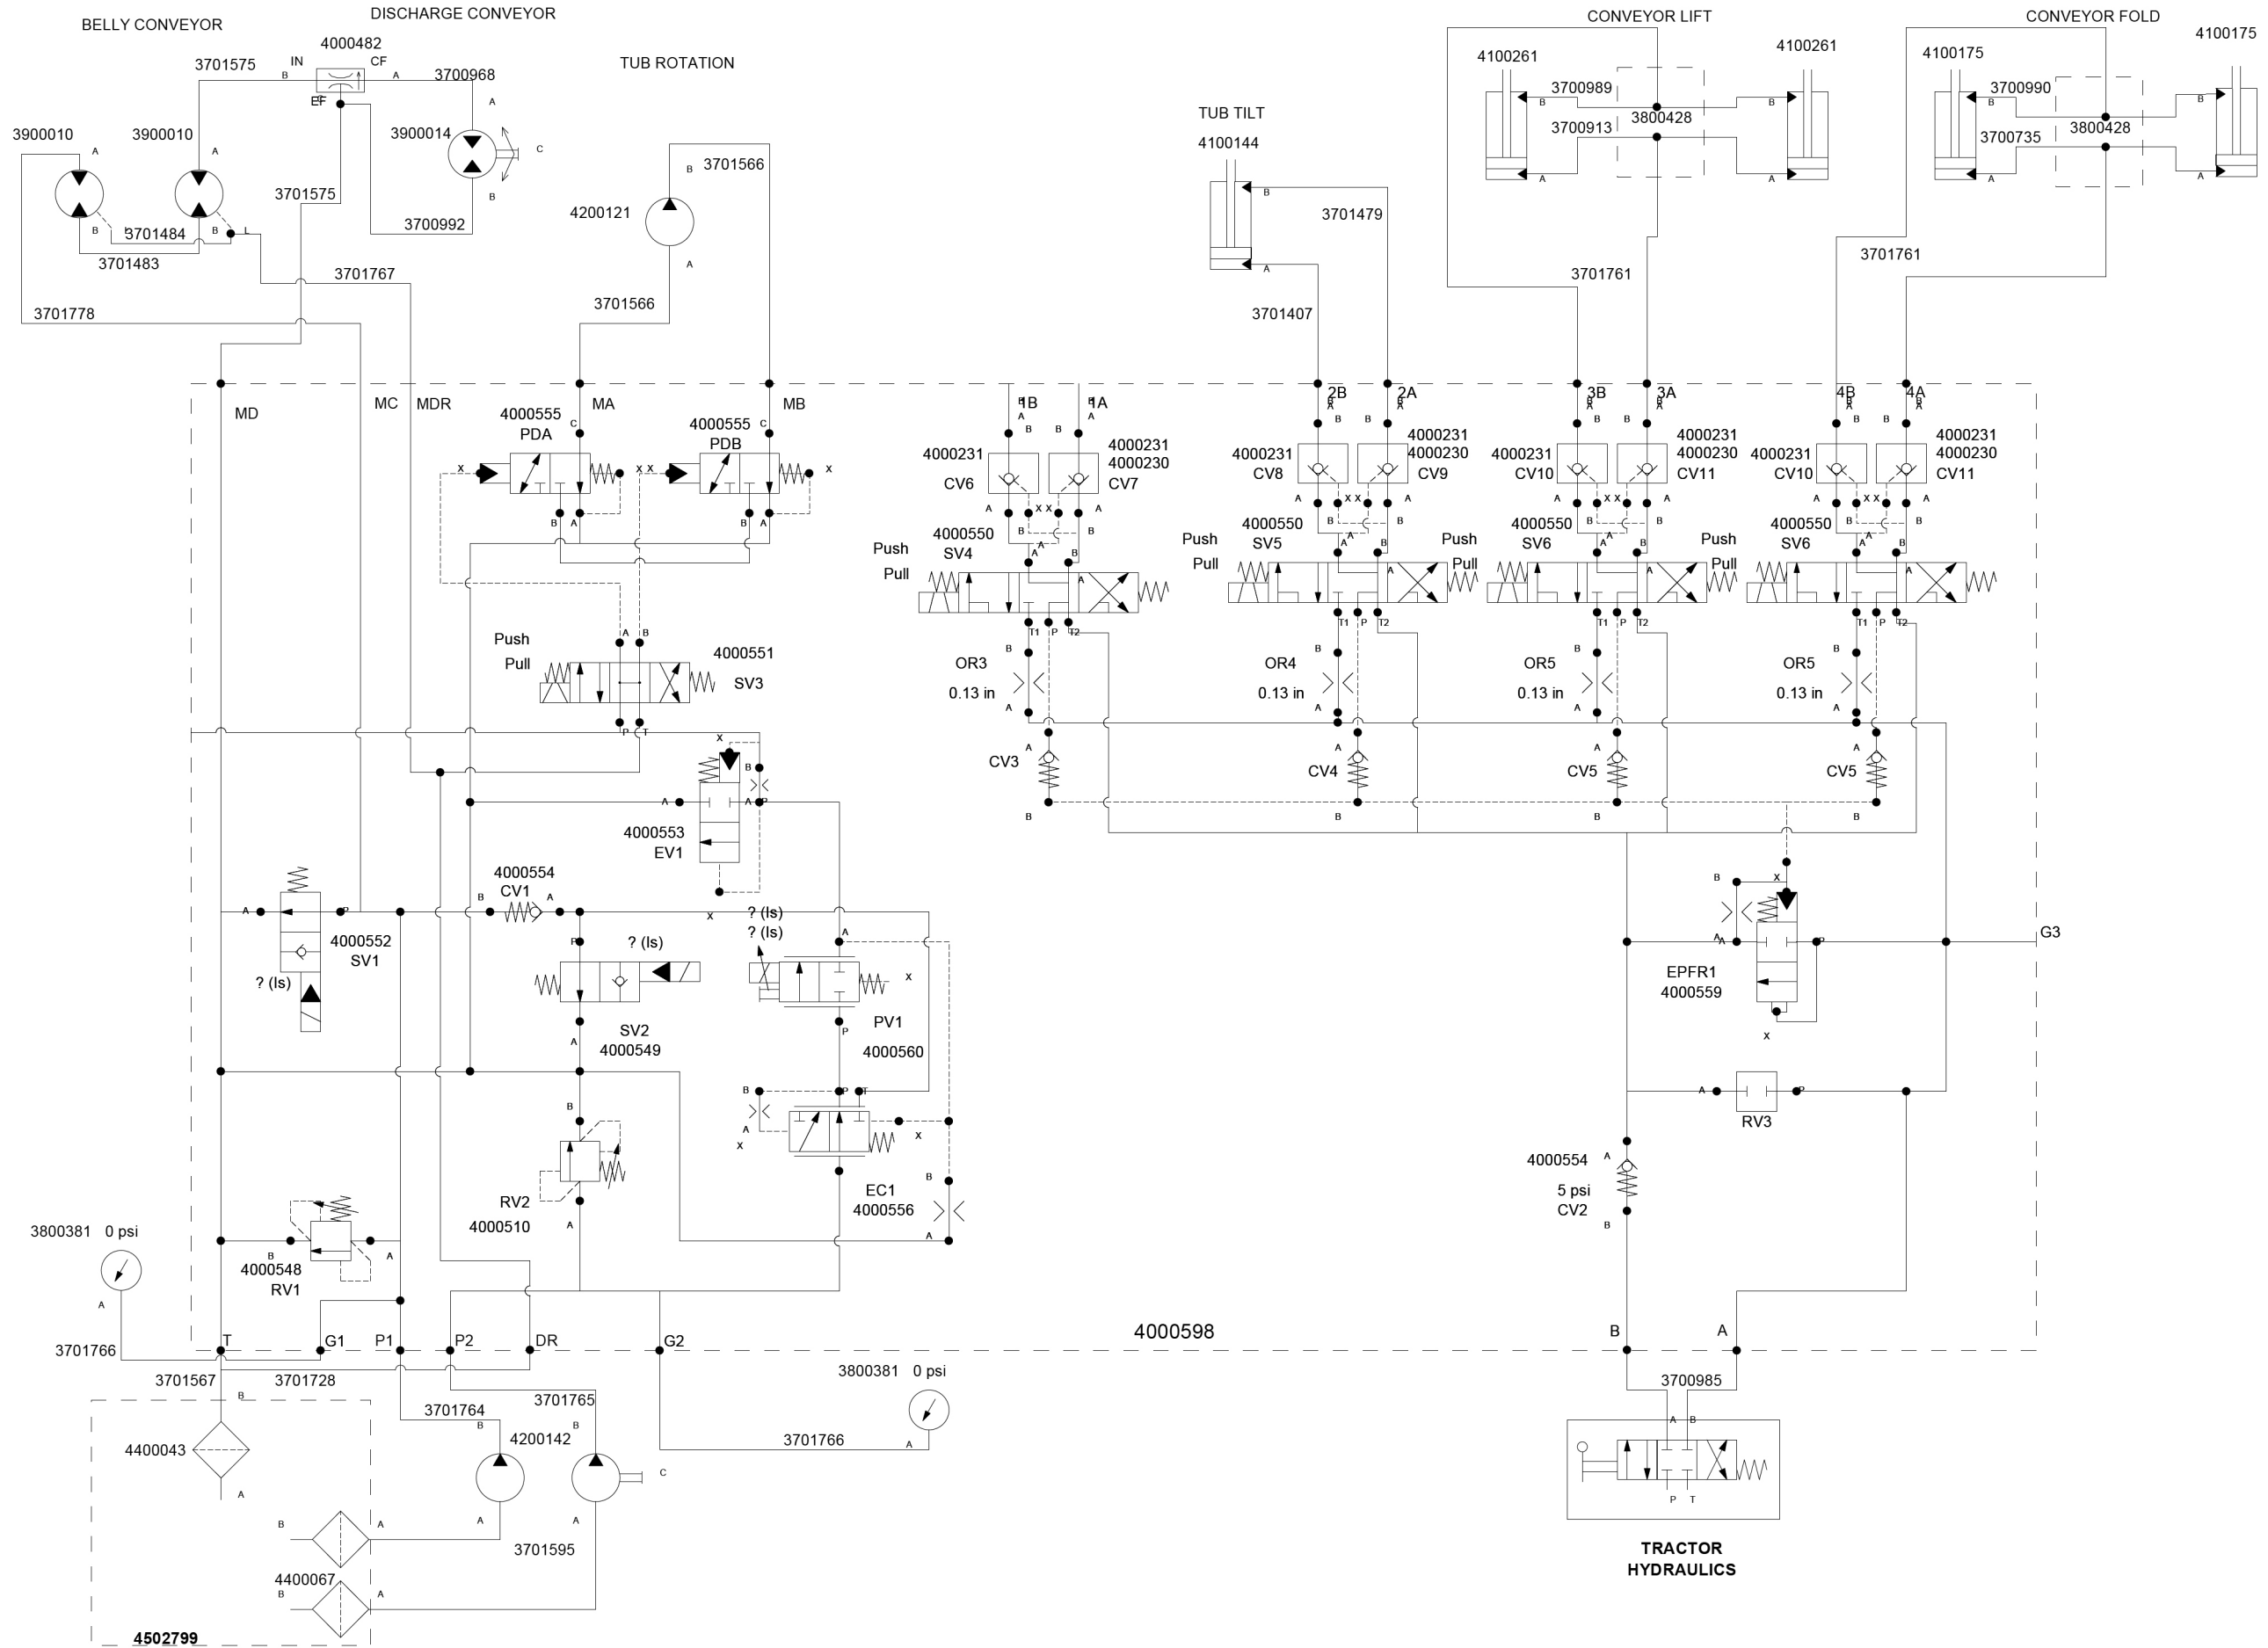 BELLY CONVEYOR
DISCHARGE CONVEYOR
TUB ROTATION
TUB TILT
CONVEYOR LIFT
CONVEYOR FOLD
4000482
IN
CF
B
A
EF
3701575
3700968
A
3900010
3900010
3900014
A
A
C
B
B
B
L
3701484
3701483
3701575
3700992
3701767
3701778
B
3701566
4200121
A
3701566
4100144
B
3701479
A
3701407
4100261
4100261
3700989
B
B
3800428
3700913
A
A
3701761
4100175
4100175
3700990
B
B
3800428
3700735
A
A
3701761
MD
MC
MDR
MA
MB
1B
1A
2B
2A
3B
3A
4B
4A
4000555
PDA
C
X
B
A
4000555
PDB
C
X X
X
B
A
4000231
CV6
B
B
4000231
4000230
CV7
A
X X
A
4000231
CV8
B
B
4000231
4000230
CV9
A
X X
A
4000231
CV10
B
B
4000231
4000230
CV11
A
X X
A
4000231
CV10
B
B
4000231
4000230
CV11
A
X X
A
Push
Pull
4000550
SV4
B
B
A
A
B
A
T1
P
T2
Push
Pull
4000550
SV5
B
B
A
A
B
A
T1
P
T2
Push
Pull
4000550
SV6
B
B
A
A
B
A
T1
P
T2
Push
Pull
4000550
SV6
B
B
A
A
B
A
T1
P
T2
Push
Pull
A
B
4000551
SV3
P
T
OR3
0.13 in
B
A
OR4
0.13 in
B
A
OR5
0.13 in
B
A
OR5
0.13 in
B
A
CV3
A
B
CV4
A
B
CV5
A
B
CV5
A
B
X
B
A
A
P
4000553
EV1
X
4000554
CV1
B
A
A
P
4000552
SV1
? (ls)
P
? (ls)
SV2
4000549
A
? (ls)
? (ls)
A
X
PV1
4000560
P
B
P
T
A
X
X
EC1
4000556
B
A
B
RV2
4000510
A
B
A
4000548
RV1
B
X
A
P
G3
EPFR1
4000559
X
A
P
RV3
4000554
A
5 psi
CV2
B
3800381
0 psi
A
3701766
T
G1
P1
P2
DR
G2
4000598
B
A
3701567
3701728
B
4400043
A
3701764
B
3701765
B
4200142
C
A
A
3701595
B
A
4400067
B
A
4502799
3800381
0 psi
A
3701766
3700985
A
B
P
T
TRACTOR
HYDRAULICS